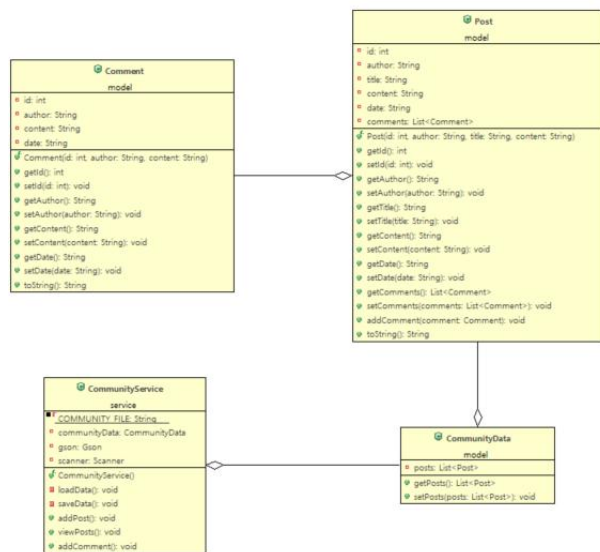 Post
model
id: int
author: String
title: String
content: String
date: String
comments: List<Comment>
Post(id: int, author: String, title: String, content: String)
getId(): int
setId(id: int): void
getAuthor(): String
setAuthor(author: String): void
getTitle(): String
setTitle(title: String): void
getContent(): String
setContent(content: String): void
getDate(): String
setDate(date: String): void
getComments(): List<Comment>
setComments(comments: List<Comment>): void
addComment(comment: Comment): void
toString(): String
Comment
model
id: int
author: String
content: String
date: String
Comment(id: int, author: String, content: String)
getId(): int
setId(id: int): void
getAuthor(): String
setAuthor(author: String): void
getContent(): String
setContent(content: String): void
getDate(): String
setDate(date: String): void
toString(): String
CommunityService
service
COMMUNITY_FILE: String
communityData: CommunityData
gson: Gson
scanner: Scanner
CommunityService()
loadData(): void
saveData(): void
addPost(): void
viewPosts(): void
addComment(): void
CommunityData
model
posts: List<Post>
getPosts(): List<Post>
setPosts(posts: List<Post>): void